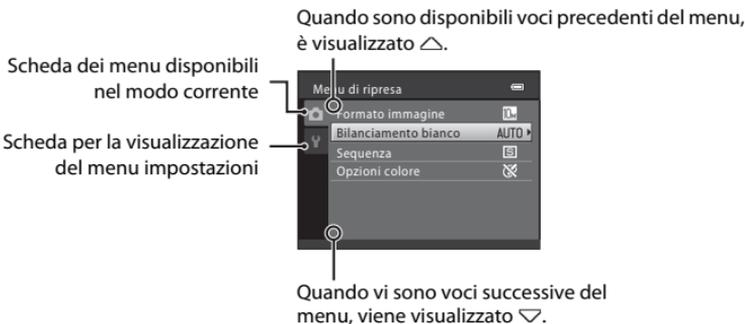 Quando sono disponibili voci precedenti del menu,
è visualizzato △.
Scheda dei menu disponibili
nel modo corrente
Scheda per la visualizzazione
del menu impostazioni
Menu di ripresa
Formato immagine 10M
Bilanciamento bianco AUTO
Sequenza S
Opzioni colore
Quando vi sono voci successive del
menu, viene visualizzato ▽.